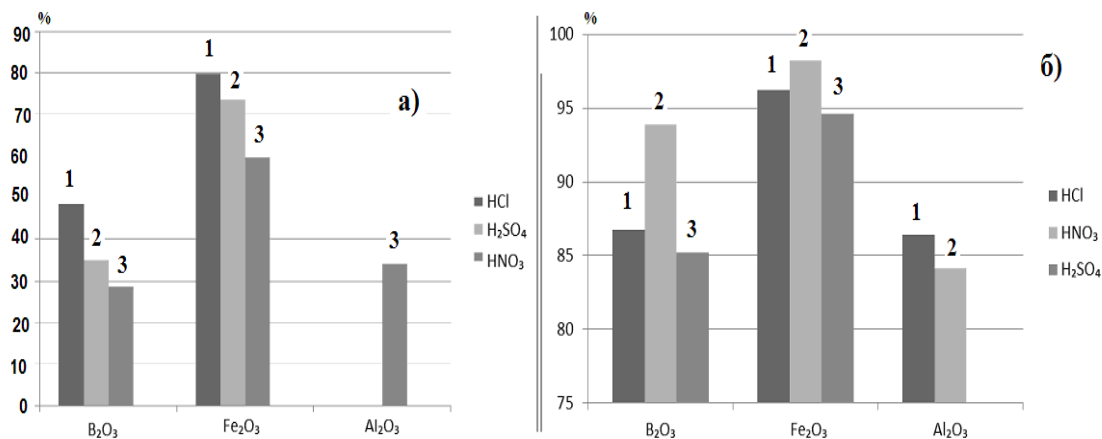 %
90
80
70
60
50
40
30
20
10
0
1
2
3
1
2
3
3
а)
B₂O₃
Fe₂O₃
Al₂O₃
HCl
H₂SO₄
HNO₃
%
100
95
90
85
80
75
1
2
3
1
2
3
1
2
б)
B₂O₃
Fe₂O₃
Al₂O₃
HCl
HNO₃
H₂SO₄